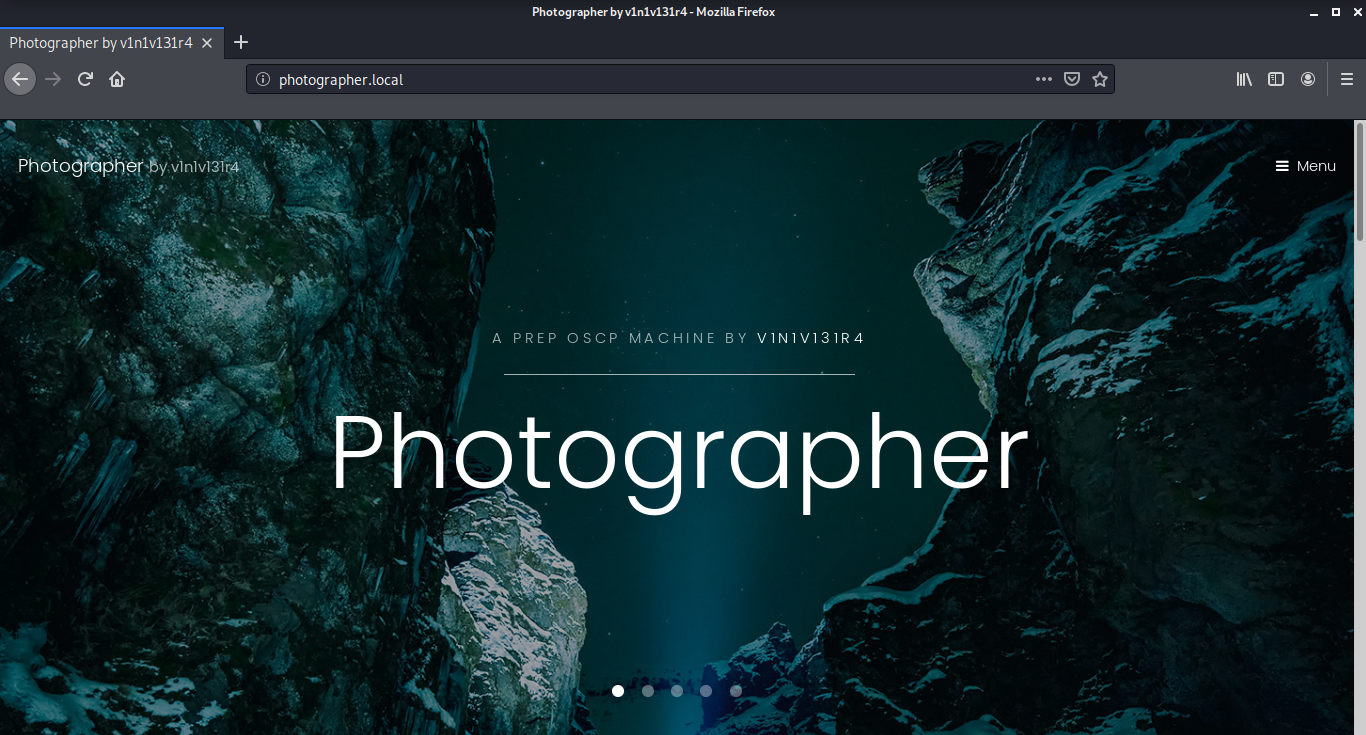 Photographer by v1n1v131r4 - Mozilla Firefox
Photographer by v1n1v131r4
photographer.local
Photographer by v1n1v131r4
Menu
A PREP OSCP MACHINE BY V1N1V131R4
Photographer